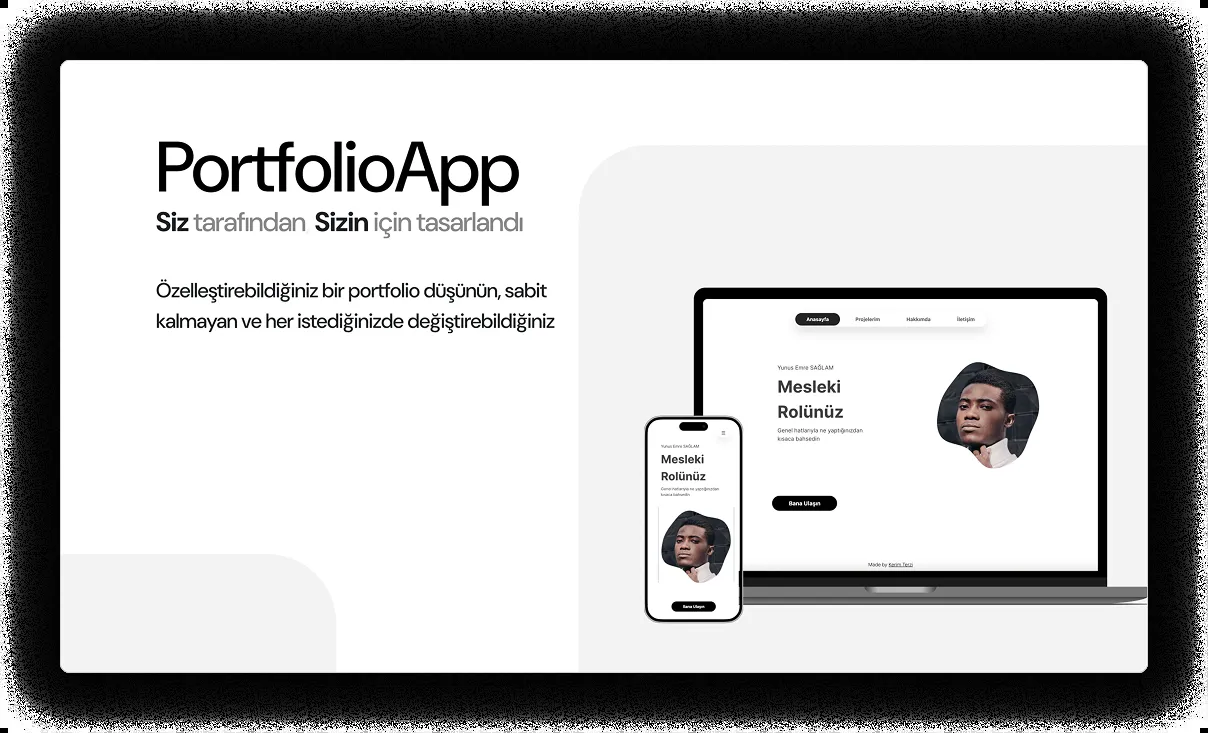 PortfolioApp
Siz tarafından Sizin için tasarlandı
Özelleştirebildiğiniz bir portfolio düşünün, sabit
kalmayan ve her istediğinizde değiştirebildiğiniz
Anasayfa Projelerim Hakkımda İletişim
Yunus Emre SAĞLAM
Mesleki
Rolünüz
Genel hatlarıyla ne yaptığınızdan
kısaca bahsedin
Bana Ulaşın
Made by Kerim Terzi
Yunus Emre SAĞLAM
Mesleki
Rolünüz
Genel hatlarıyla ne yaptığınızdan
kısaca bahsedin
Bana Ulaşın